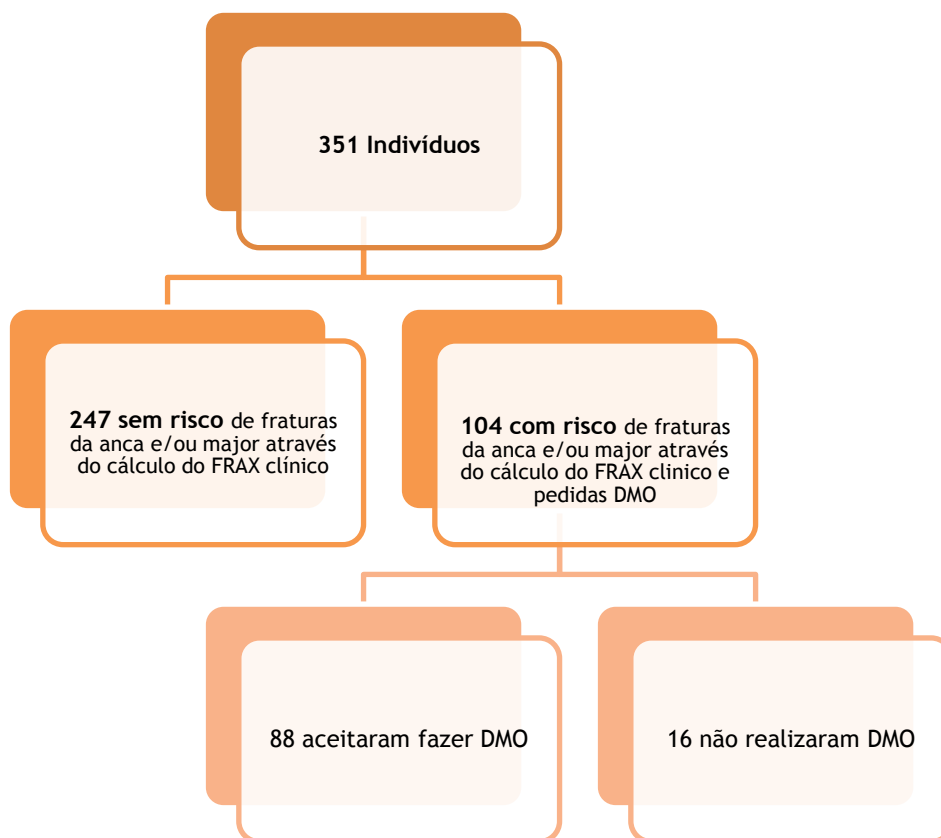 351 Indivíduos
247 sem risco de fraturas
da anca e/ou major através
do cálculo do FRAX clínico
104 com risco de fraturas
da anca e/ou major através
do cálculo do FRAX clinico e
pedidas DMO
88 aceitaram fazer DMO
16 não realizaram DMO